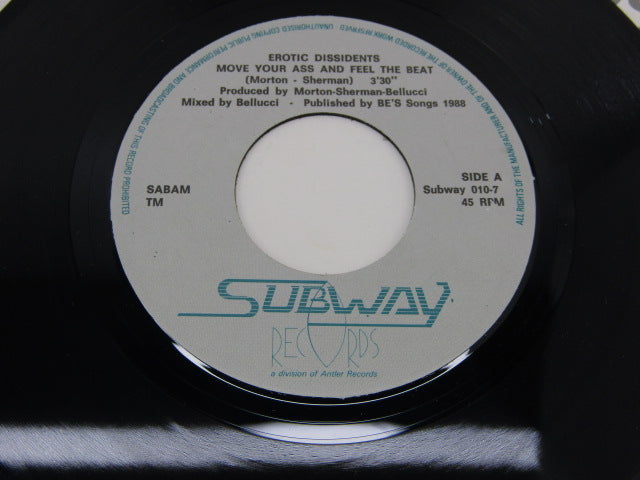 ALL RIGHTS OF THE MANUFACTURER AND OF THE OWNER OF THE RECORDED WORK RESERVED. UNAUTHORISED COPYING PUBLIC PERFORMANCE AND BROADCASTING OF THIS RECORD PROHIBITED
EROTIC DISSIDENTS
MOVE YOUR ASS AND FEEL THE BEAT
(Morton - Sherman) 3'30"
Produced by Morton-Sherman-Bellucci
Mixed by Bellucci - Published by BE'S Songs 1988
SABAM
TM
SIDE A
Subway 010-7
45 RPM
SUBWAY
RECORDS
a division of Antler Records